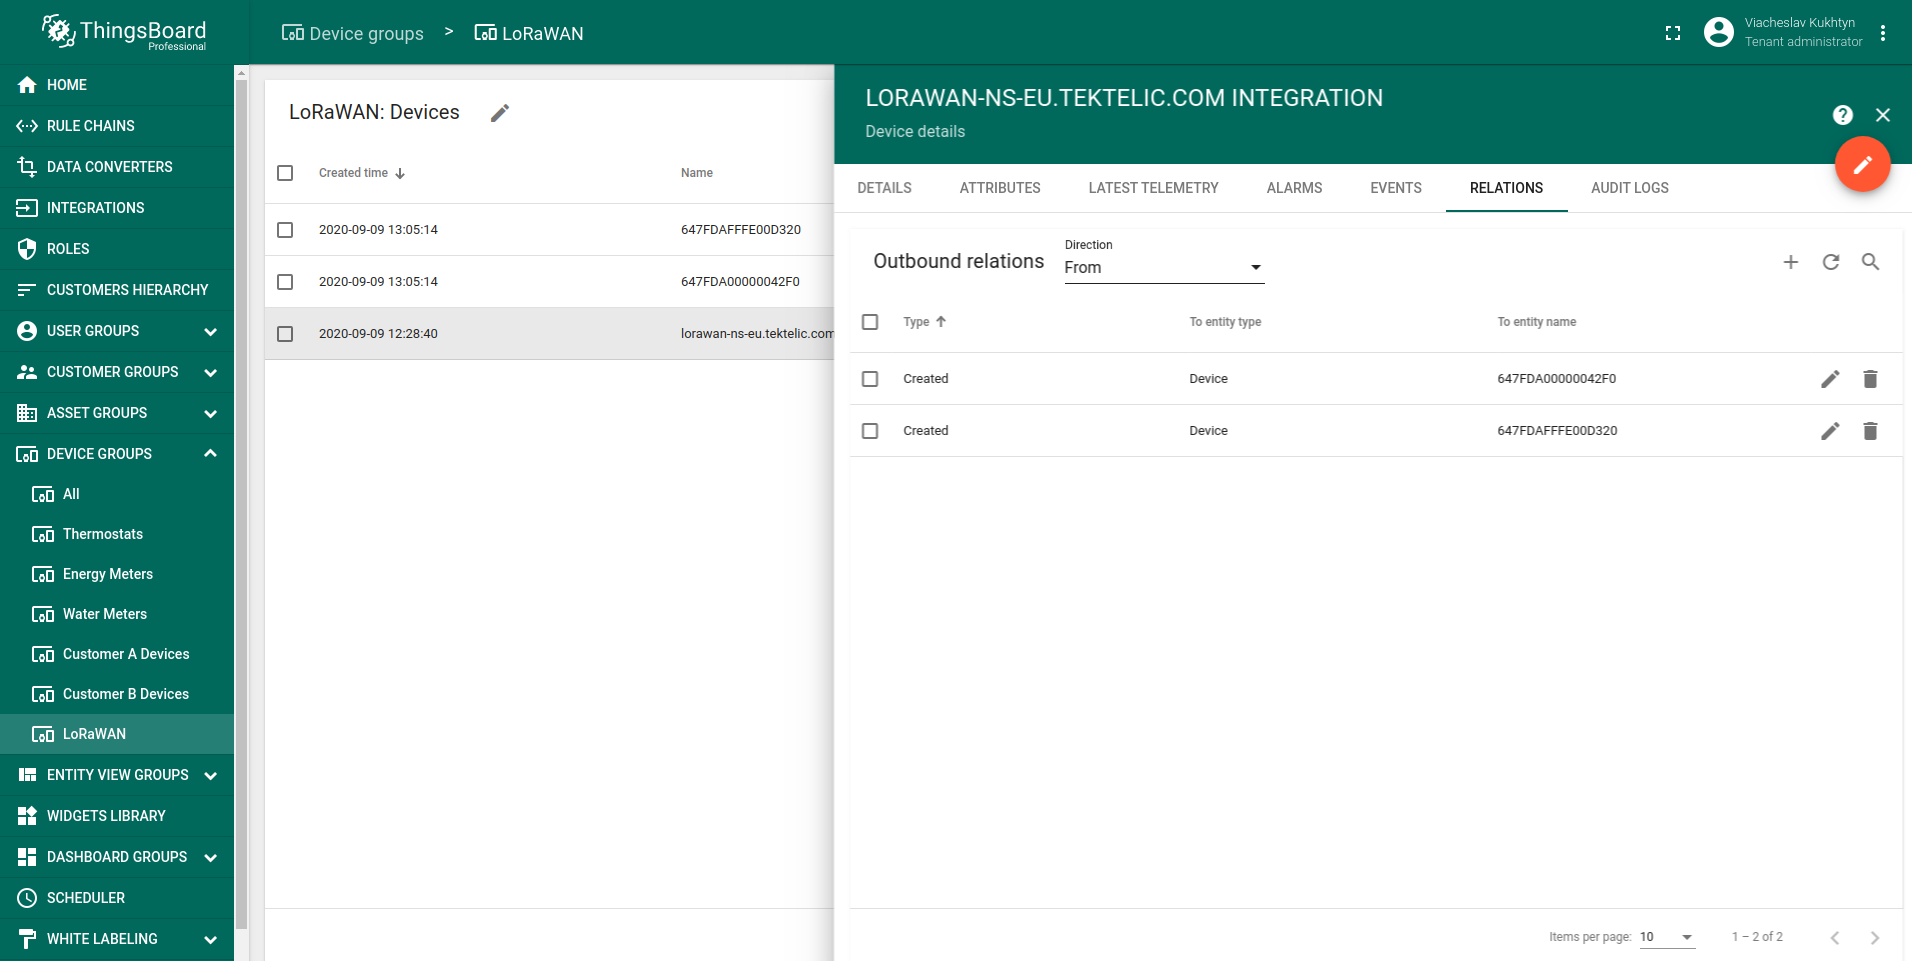 ThingsBoard
Professional
Device groups > LoRaWAN
Viacheslav Kukhtyn
Tenant administrator
HOME
RULE CHAINS
DATA CONVERTERS
INTEGRATIONS
ROLES
CUSTOMERS HIERARCHY
USER GROUPS
CUSTOMER GROUPS
ASSET GROUPS
DEVICE GROUPS
All
Thermostats
Energy Meters
Water Meters
Customer A Devices
Customer B Devices
LoRaWAN
ENTITY VIEW GROUPS
WIDGETS LIBRARY
DASHBOARD GROUPS
SCHEDULER
WHITE LABELING
LoRaWAN: Devices
Created time Name
2020-09-09 13:05:14 647FDAFFFE00D320
2020-09-09 13:05:14 647FDA00000042F0
2020-09-09 12:28:40 lorawan-ns-eu.tektelic.com
LORAWAN-NS-EU.TEKTELIC.COM INTEGRATION
Device details
DETAILS ATTRIBUTES LATEST TELEMETRY ALARMS EVENTS RELATIONS AUDIT LOGS
Direction
Outbound relations From
Type To entity type To entity name
Created Device 647FDA00000042F0
Created Device 647FDAFFFE00D320
Items per page: 10 1 – 2 of 2